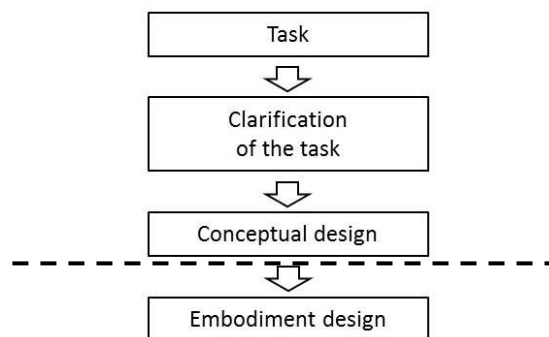 Task
Clarification
of the task
Conceptual design
Embodiment design